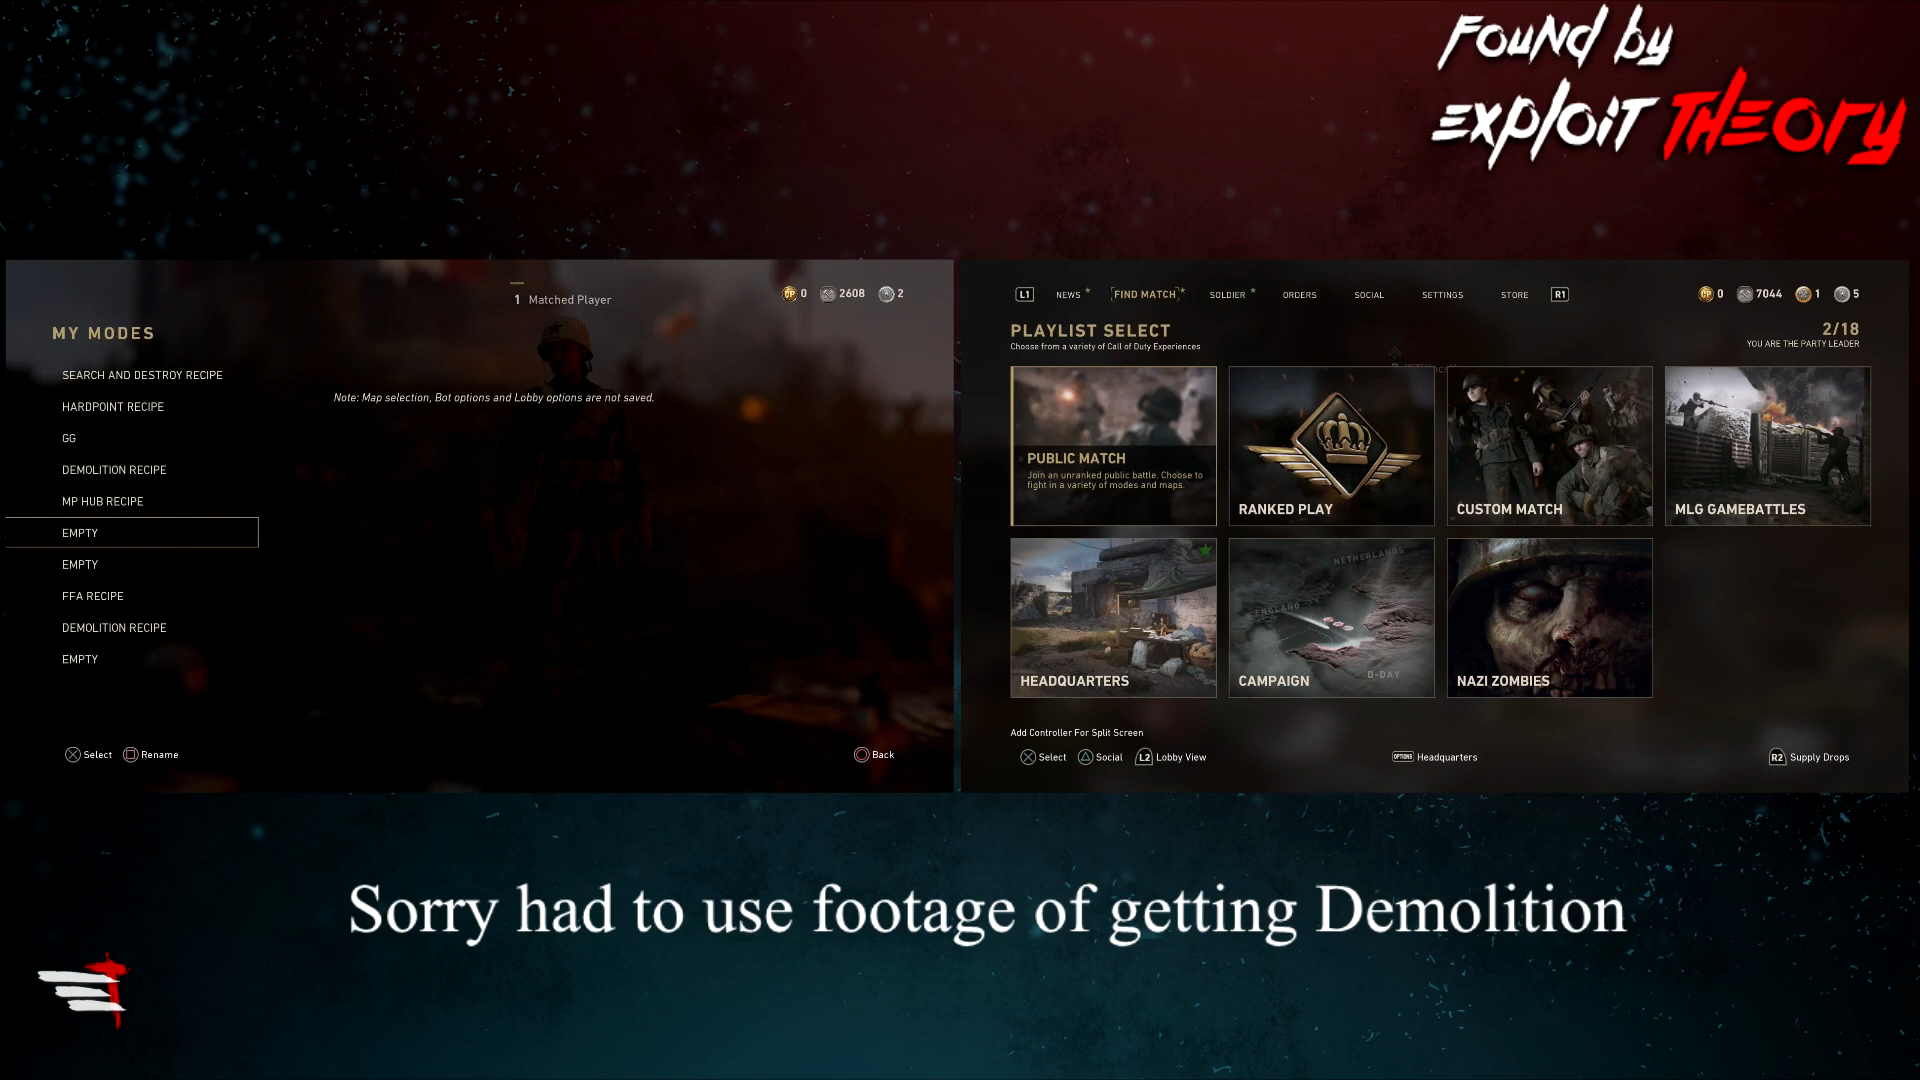 FOUND by
EXPLOIT THEORY
1 Matched Player
CP 0 2608 2
MY MODES
SEARCH AND DESTROY RECIPE
HARDPOINT RECIPE
GG
DEMOLITION RECIPE
MP HUB RECIPE
EMPTY
EMPTY
FFA RECIPE
DEMOLITION RECIPE
EMPTY
Note: Map selection, Bot options and Lobby options are not saved.
Select Rename Back
L1 NEWS FIND MATCH SOLDIER ORDERS SOCIAL SETTINGS STORE R1
CP 0 7044 1 5
PLAYLIST SELECT
Choose from a variety of Call of Duty Experiences
2/18
YOU ARE THE PARTY LEADER
PUBLIC MATCH
Join an unranked public battle. Choose to
fight in a variety of modes and maps.
RANKED PLAY
CUSTOM MATCH
MLG GAMEBATTLES
HEADQUARTERS
NETHERLANDS
ENGLAND
D-DAY
CAMPAIGN
NAZI ZOMBIES
Add Controller For Split Screen
Select Social L2 Lobby View OPTIONS Headquarters R2 Supply Drops
Sorry had to use footage of getting Demolition